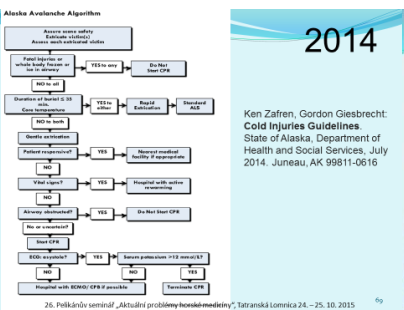 Alaska Avalanche Algorithm
2014
Assure scene safety
Extricate victim(s)
Assess each extricated victim
Fatal injuries or
whole body frozen or
ice in airway
YES to any
Do Not
Start CPR
NO to all
Duration of burial ≤ 35
min.
Core temperature
YES to
either
Rapid
Extrication
Standard
ALS
NO to both
Gentle extrication
Patient responsive?
YES
Nearest medical
facility if appropriate
NO
Vital signs?
YES
Hospital with active
rewarming
NO
Airway obstructed?
YES
Do Not Start CPR
No or uncertain?
Start CPR
ECG: asystole?
YES
Serum potassium >12 mmol/L?
NO
NO
YES
Hospital with ECMO/ CPB if possible
Terminate CPR
Ken Zafren, Gordon Giesbrecht:
Cold Injuries Guidelines.
State of Alaska, Department of
Health and Social Services, July
2014. Juneau, AK 99811-0616
26. Pelikánův seminář „Aktuální problémy horské medicíny", Tatranská Lomnica 24. – 25. 10. 2015
69